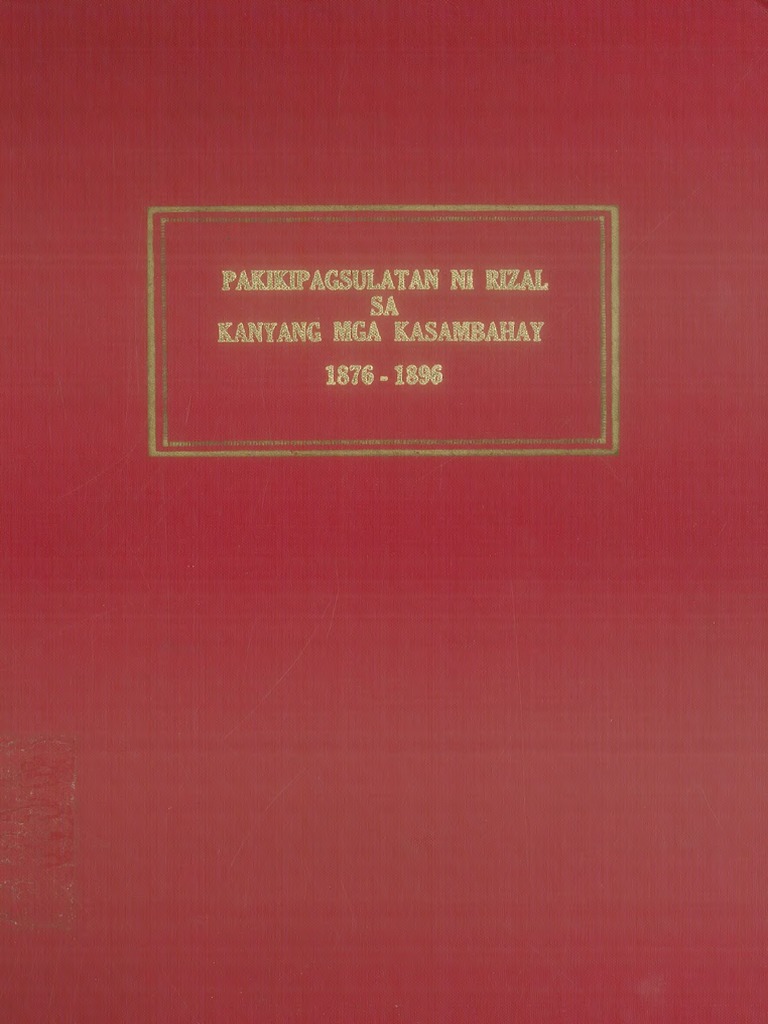 PAKIKIPAGSULATAN NI RIZAL
SA
KANYANG MGA KASAMBAHAY
1876 - 1896